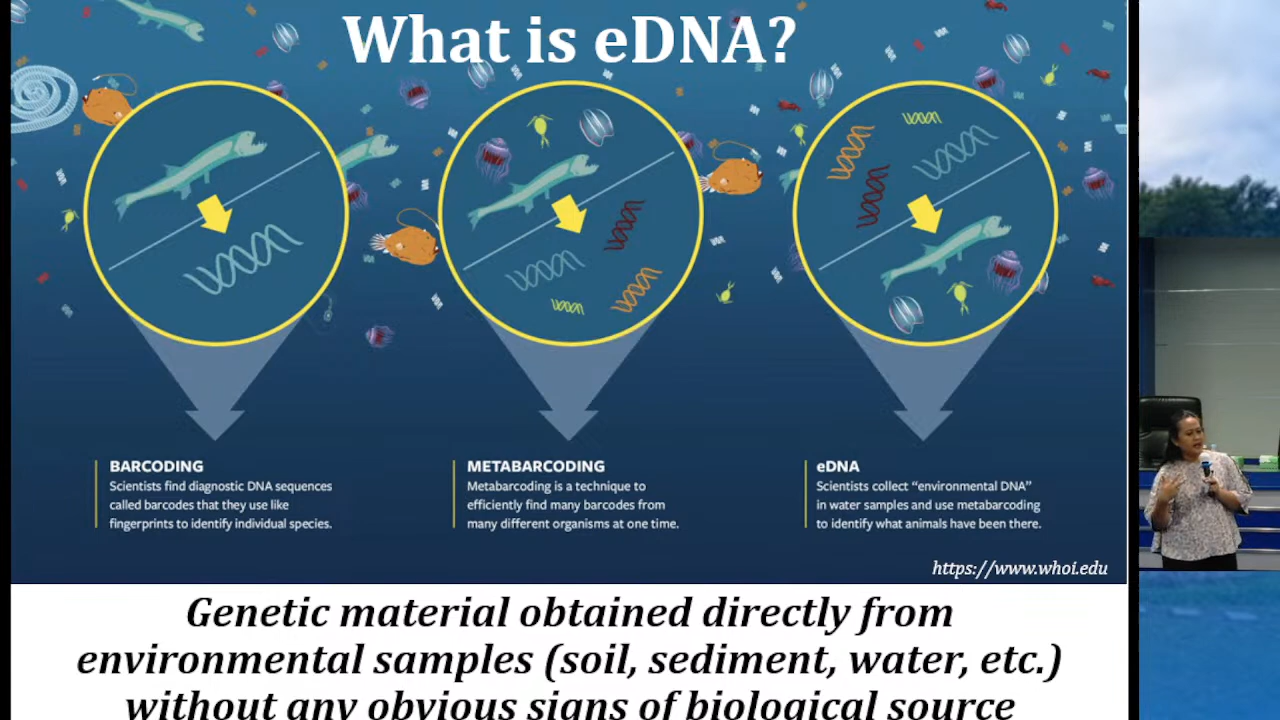 What is eDNA?
BARCODING
Scientists find diagnostic DNA sequences
called barcodes that they use like
fingerprints to identify individual species.
METABARCODING
Metabarcoding is a technique to
efficiently find many barcodes from
many different organisms at one time.
eDNA
Scientists collect “environmental DNA”
in water samples and use metabarcoding
to identify what animals have been there.
https://www.whoi.edu
Genetic material obtained directly from
environmental samples (soil, sediment, water, etc.)
without any obvious signs of biological source